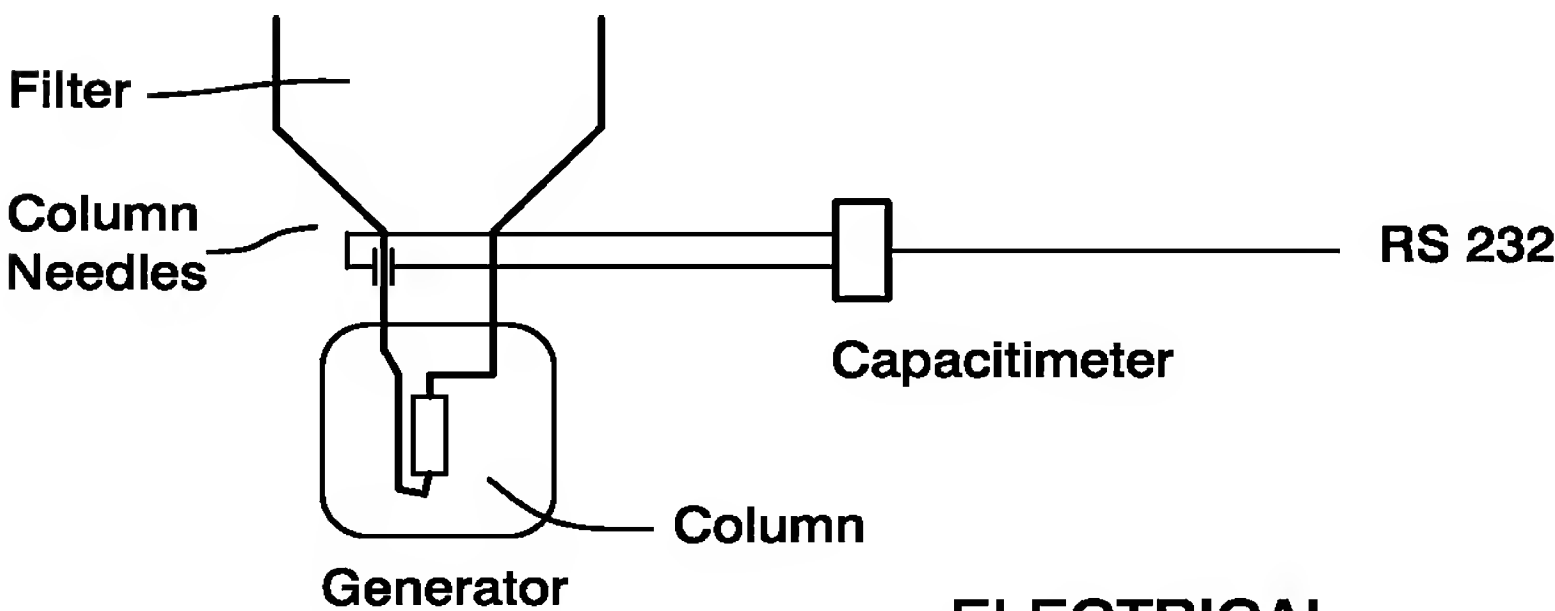 Filter
Column
Needles
RS 232
Capacitimeter
Column
Generator